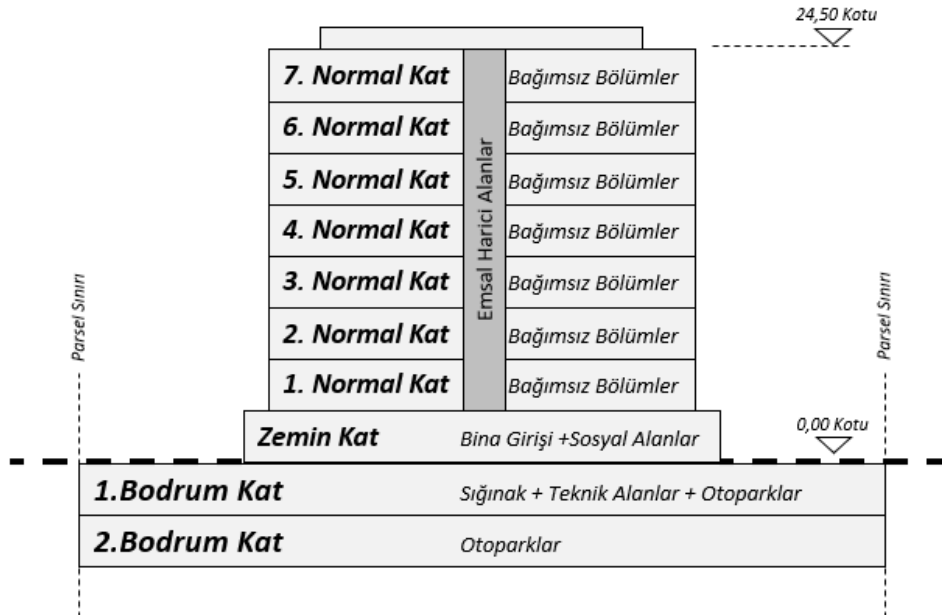 24,50 Kotu
7. Normal Kat Bağımsız Bölümler
6. Normal Kat Bağımsız Bölümler
5. Normal Kat Bağımsız Bölümler
4. Normal Kat Bağımsız Bölümler
3. Normal Kat Bağımsız Bölümler
2. Normal Kat Bağımsız Bölümler
1. Normal Kat Bağımsız Bölümler
Emsal Harici Alanlar
Parsel Sınırı
Parsel Sınırı
Zemin Kat Bina Girişi +Sosyal Alanlar
0,00 Kotu
1.Bodrum Kat Sığınak + Teknik Alanlar + Otoparklar
2.Bodrum Kat Otoparklar